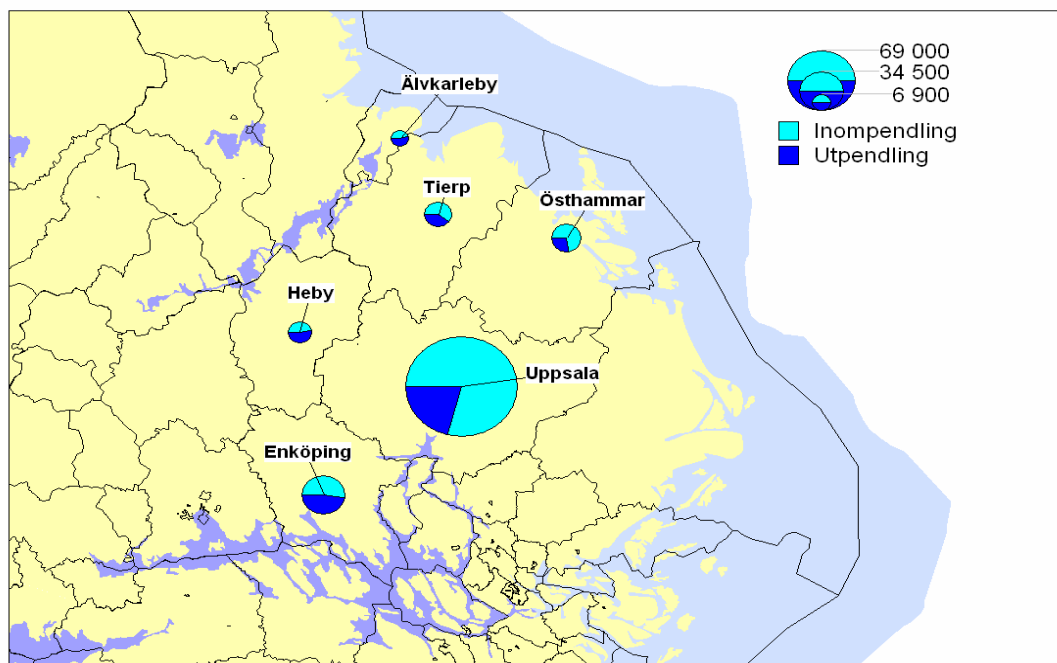 69 000
34 500
6 900
Inompendling
Utpendling
Älvkarleby
Tierp
Östhammar
Heby
Uppsala
Enköping